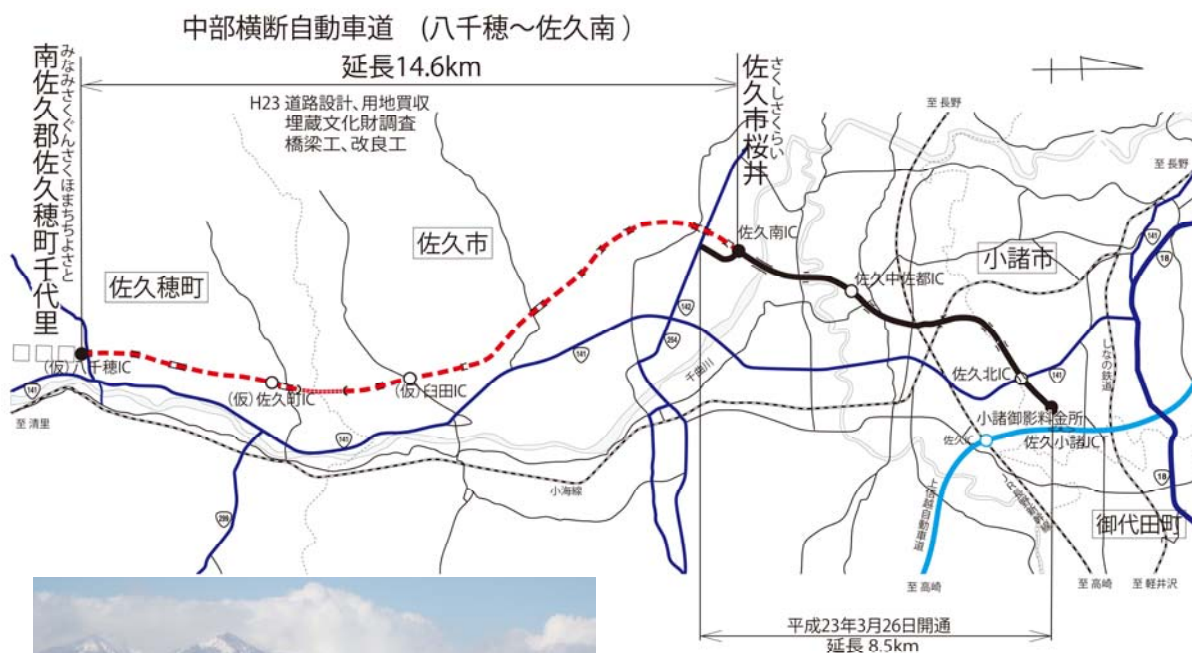 中部横断自動車道 (八千穂～佐久南)
延長14.6km
H23 道路設計、用地買収
埋蔵文化財調査
橋梁工、改良工
南佐久郡佐久穂町千代里
みなみさくぐんさくほまちちよさと
佐久市桜井
さくしさくらい
至 長野
至 長野
佐久市
佐久穂町
小諸市
佐久南IC
佐久中佐都IC
141
18
142
254
141
(仮)八千穂IC
(仮)佐久町IC
(仮)臼田IC
千曲川
しなの鉄道
佐久北IC
141
小諸御影料金所
佐久小諸JC
佐久IC
141
至 清里
141
小海線
299
上信越自動車道
18
御代田町
至 高崎
至 高崎
至 軽井沢
平成23年3月26日開通
延長 8.5km